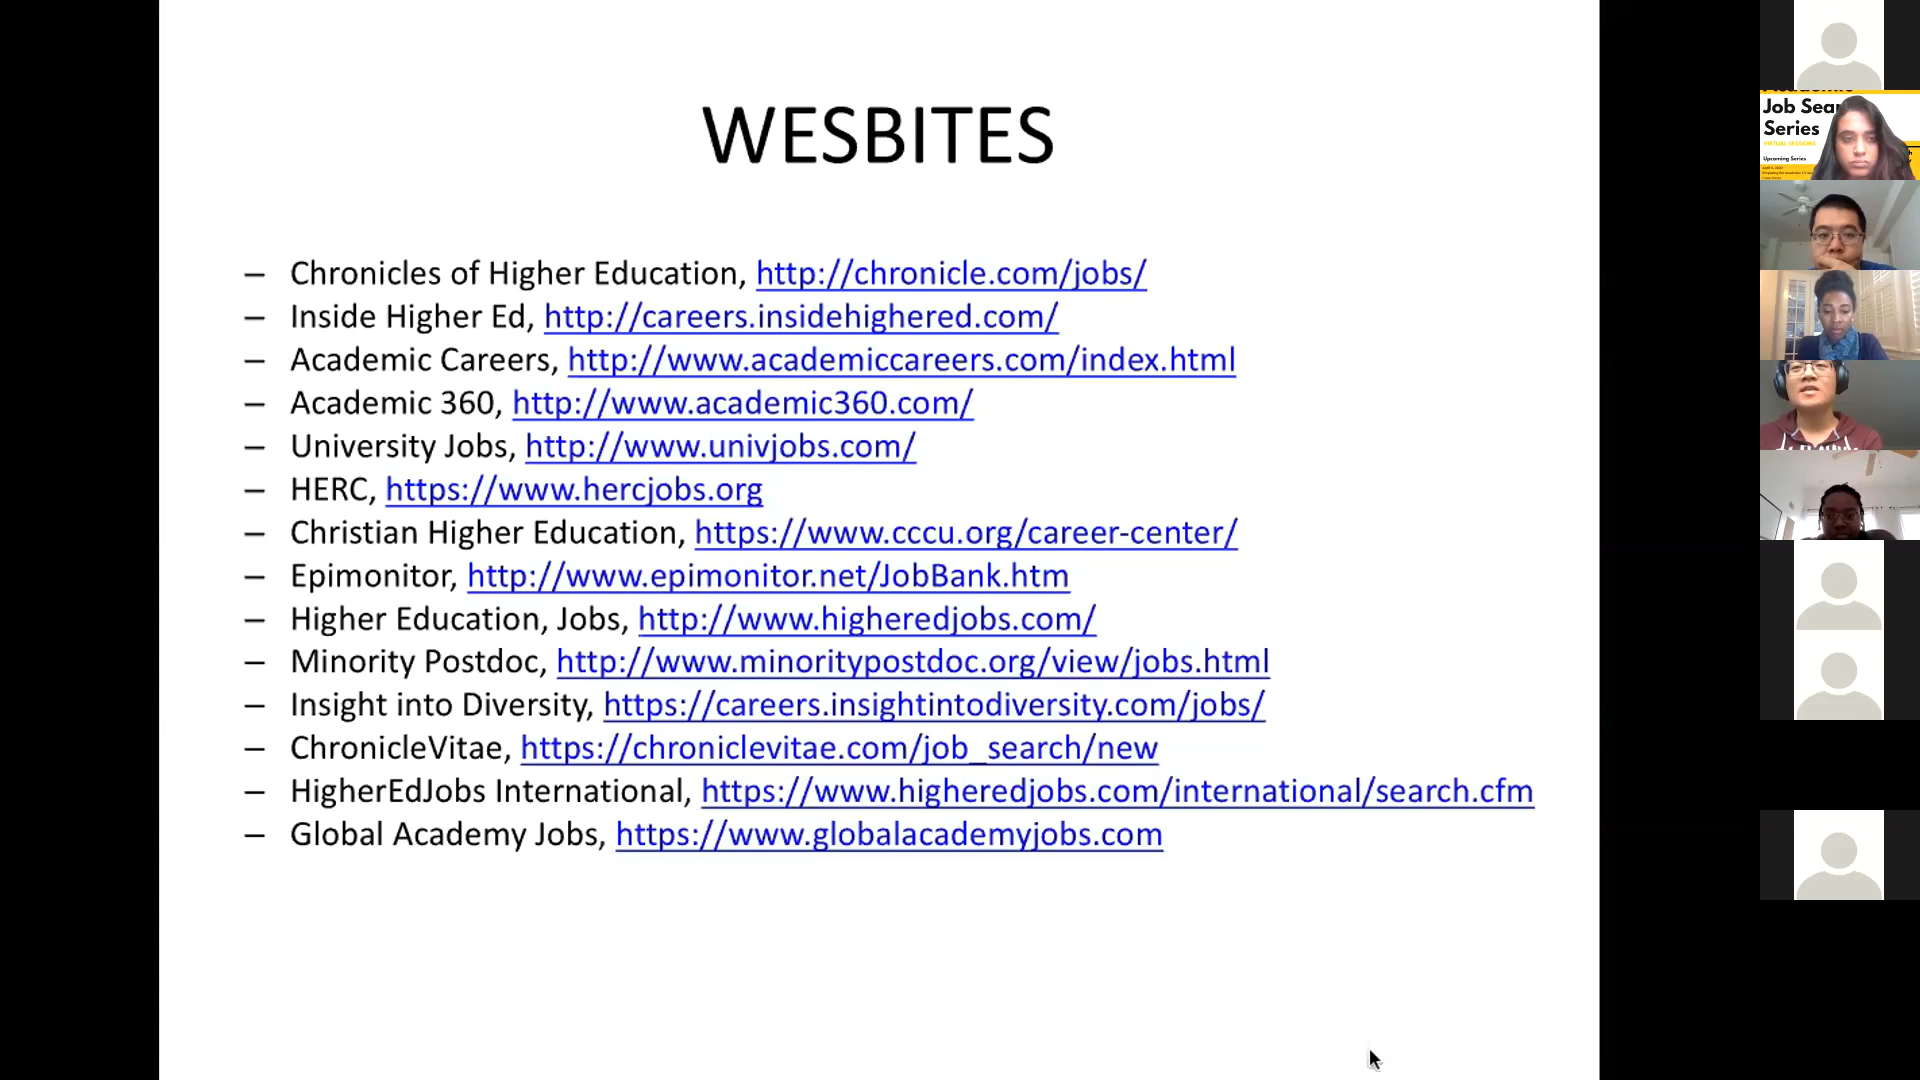 WESBITES
– Chronicles of Higher Education, http://chronicle.com/jobs/
– Inside Higher Ed, http://careers.insidehighered.com/
– Academic Careers, http://www.academiccareers.com/index.html
– Academic 360, http://www.academic360.com/
– University Jobs, http://www.univjobs.com/
– HERC, https://www.hercjobs.org
– Christian Higher Education, https://www.cccu.org/career-center/
– Epimonitor, http://www.epimonitor.net/JobBank.htm
– Higher Education, Jobs, http://www.higheredjobs.com/
– Minority Postdoc, http://www.minoritypostdoc.org/view/jobs.html
– Insight into Diversity, https://careers.insightintodiversity.com/jobs/
– ChronicleVitae, https://chroniclevitae.com/job_search/new
– HigherEdJobs International, https://www.higheredjobs.com/international/search.cfm
– Global Academy Jobs, https://www.globalacademyjobs.com
Job Sear
Series
VIRTUAL SESSIONS
Upcoming Series